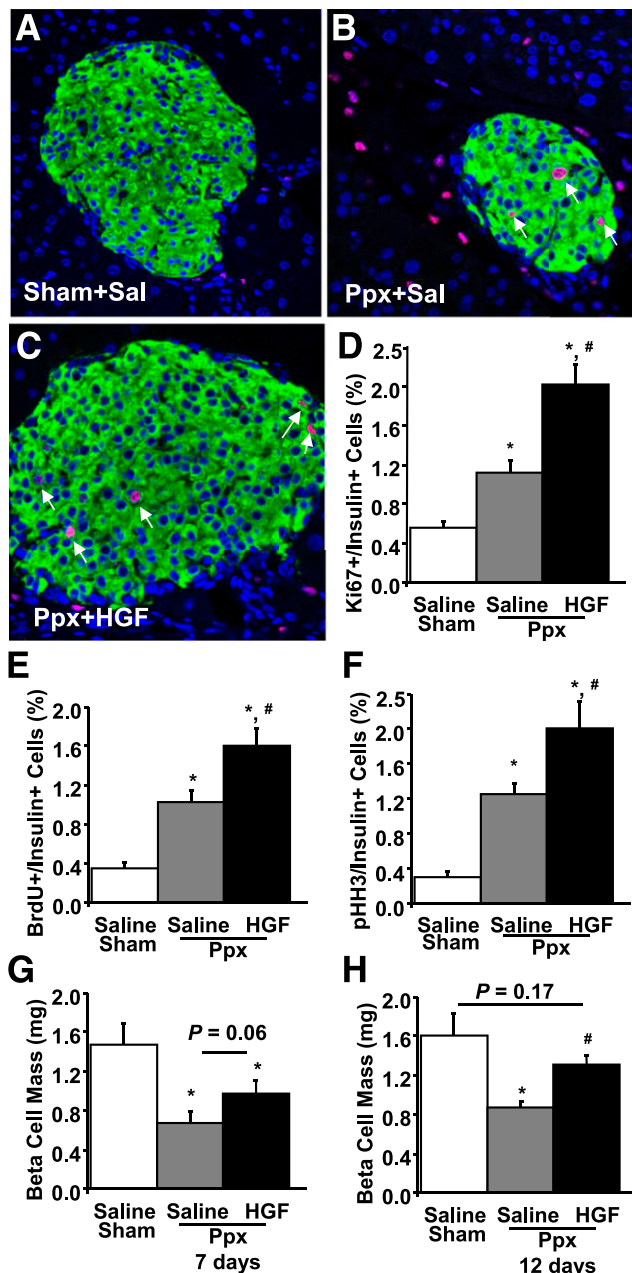 A
Sham+Sal
B
Ppx+Sal
C
Ppx+HGF
D
Ki67+/Insulin+ Cells (%)
2.5
2.0
1.2
0.8
0.4
0.0
*
*, #
Saline Saline HGF
Sham Ppx
E
BrdU+/Insulin+ Cells (%)
2.0
1.6
1.2
0.8
0.4
0.0
*
*, #
Saline Saline HGF
Sham Ppx
F
pHH3/Insulin+ Cells (%)
2.5
2.0
1.2
0.8
0.4
0.0
*
*, #
Saline Saline HGF
Sham Ppx
G
Beta Cell Mass (mg)
2.0
1.6
1.2
0.8
0.4
0.0
P = 0.06
*
*
Saline Saline HGF
Sham Ppx
7 days
H
Beta Cell Mass (mg)
2.0
1.6
1.2
0.8
0.4
0.0
P = 0.17
*
#
Saline Saline HGF
Sham Ppx
12 days